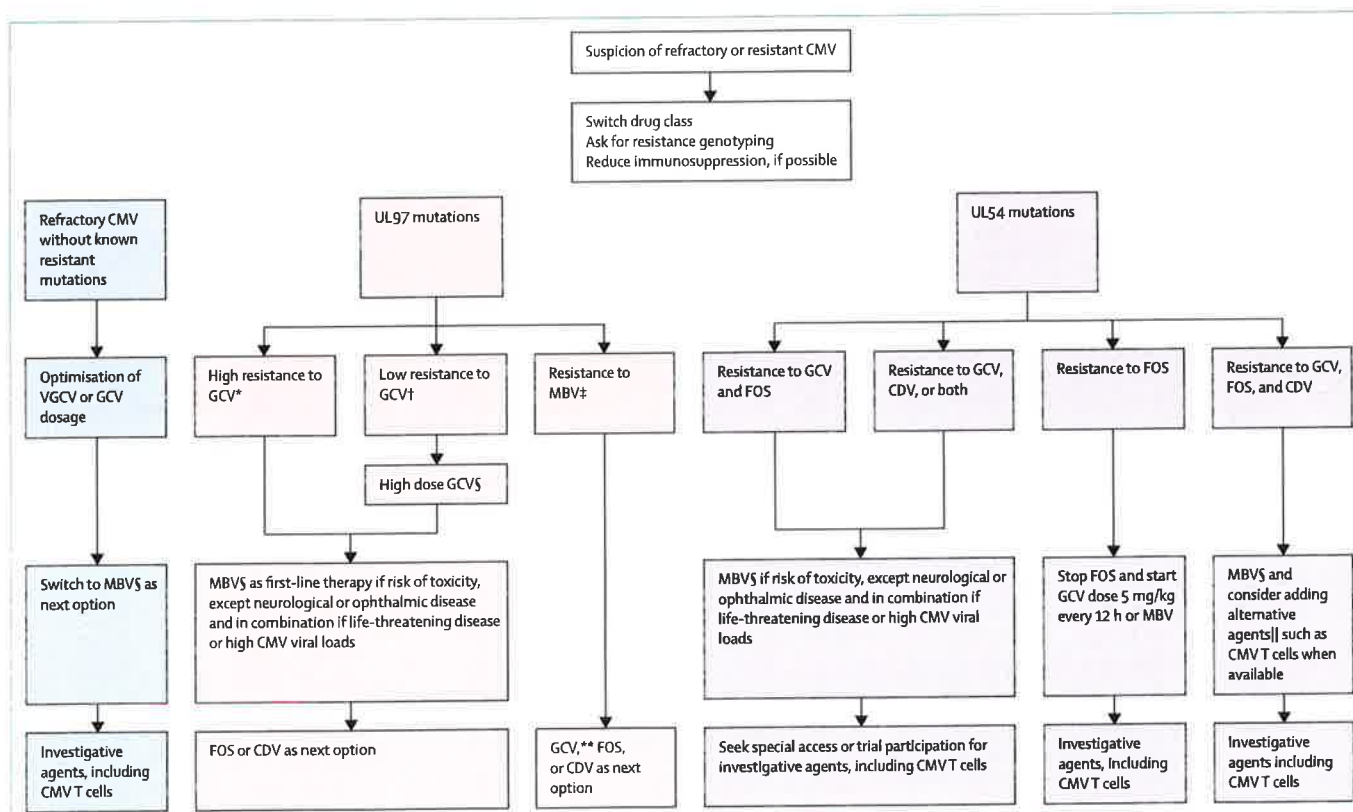 Suspicion of refractory or resistant CMV
Switch drug class
Ask for resistance genotyping
Reduce immunosuppression, if possible
Refractory CMV
without known
resistant
mutations
UL97 mutations
UL54 mutations
Optimisation of
VGCV or GCV
dosage
High resistance to
GCV*
Low resistance to
GCV†
Resistance to
MBV‡
Resistance to GCV
and FOS
Resistance to GCV,
CDV, or both
Resistance to FOS
Resistance to GCV,
FOS, and CDV
High dose GCV§
Switch to MBV§ as
next option
MBV§ as first-line therapy if risk of toxicity,
except neurological or ophthalmic disease
and in combination if life-threatening disease
or high CMV viral loads
MBV§ if risk of toxicity, except neurological or
ophthalmic disease and in combination if
life-threatening disease or high CMV viral
loads
Stop FOS and start
GCV dose 5 mg/kg
every 12 h or MBV
MBV§ and
consider adding
alternative
agents|| such as
CMV T cells when
available
Investigative
agents, including
CMV T cells
FOS or CDV as next option
GCV,** FOS,
or CDV as next
option
Seek special access or trial participation for
investigative agents, including CMV T cells
Investigative
agents, including
CMV T cells
Investigative
agents including
CMV T cells